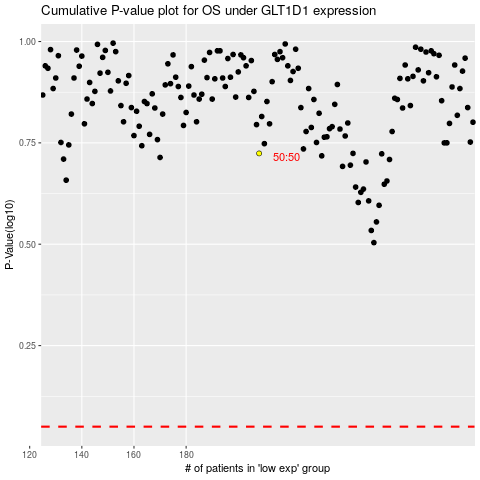 Cumulative P-value plot for OS under GLT1D1 expression
1.00
0.75
0.50
0.25
P-Value(log10)
50:50
120 140 160 180
# of patients in 'low exp' group